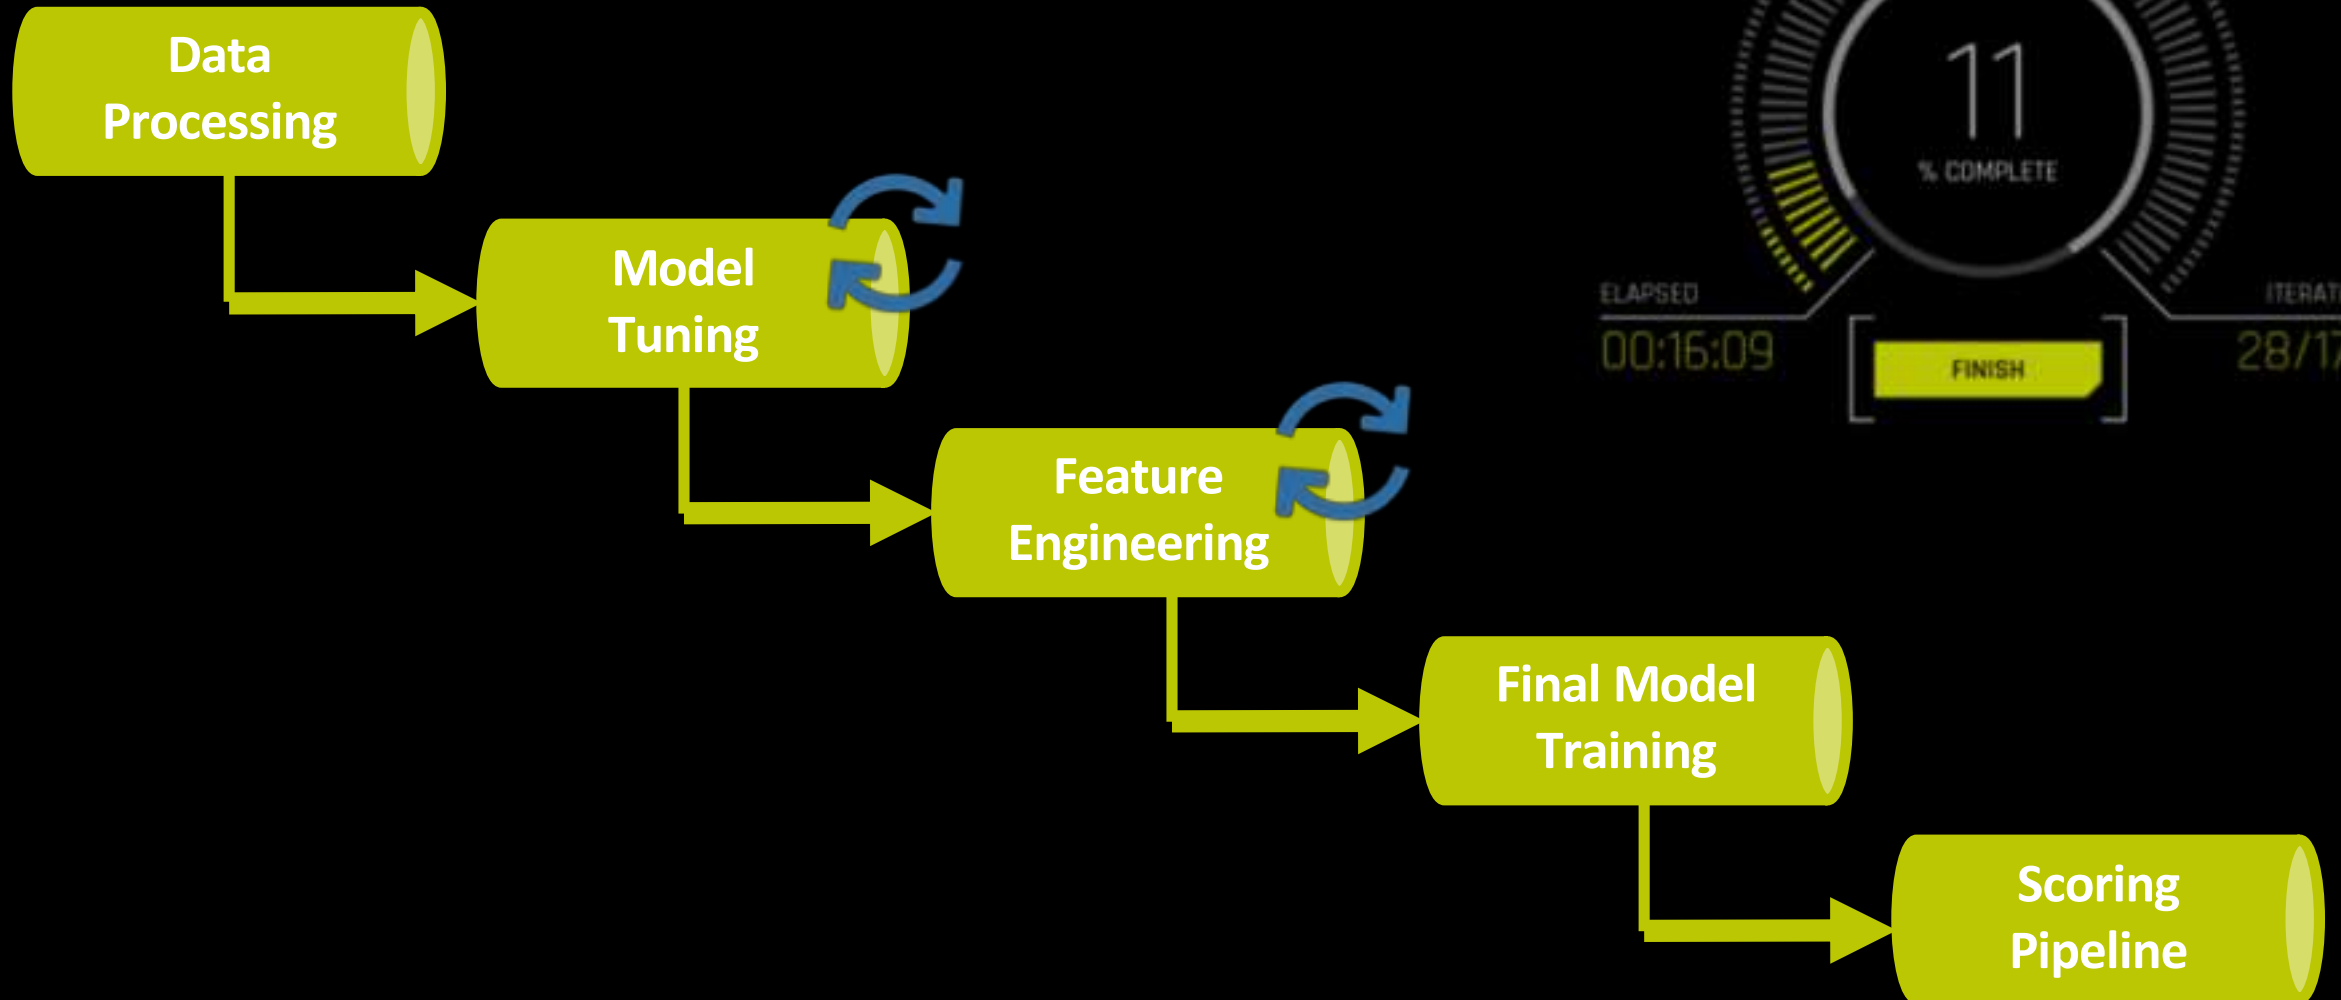 Data
Processing
Model
Tuning
Feature
Engineering
Final Model
Training
Scoring
Pipeline
11
% COMPLETE
ELAPSED
00:16:09
FINISH